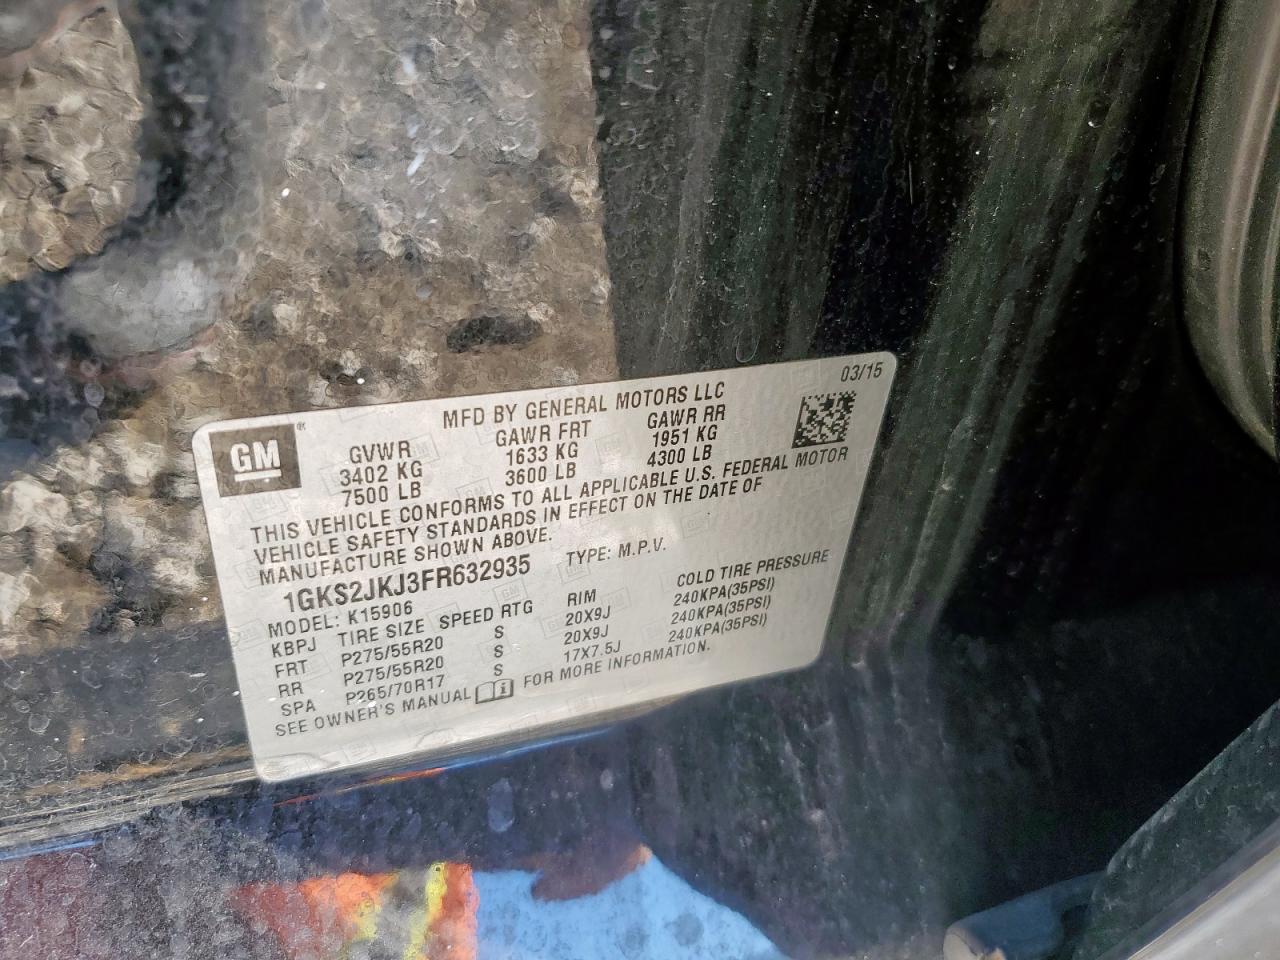 03/15
MFD BY GENERAL MOTORS LLC
GM®
GVWR GAWR FRT GAWR RR
3402 KG 1633 KG 1951 KG
7500 LB 3600 LB 4300 LB
THIS VEHICLE CONFORMS TO ALL APPLICABLE U.S. FEDERAL MOTOR
VEHICLE SAFETY STANDARDS IN EFFECT ON THE DATE OF
MANUFACTURE SHOWN ABOVE.
1GKS2JKJ3FR632935 TYPE: M.P.V.
MODEL: K15906
KBPJ TIRE SIZE SPEED RTG RIM COLD TIRE PRESSURE
FRT P275/55R20 S 20X9J 240KPA(35PSI)
RR P275/55R20 S 20X9J 240KPA(35PSI)
SPA P265/70R17 S 17X7.5J 240KPA(35PSI)
SEE OWNER'S MANUAL FOR MORE INFORMATION.